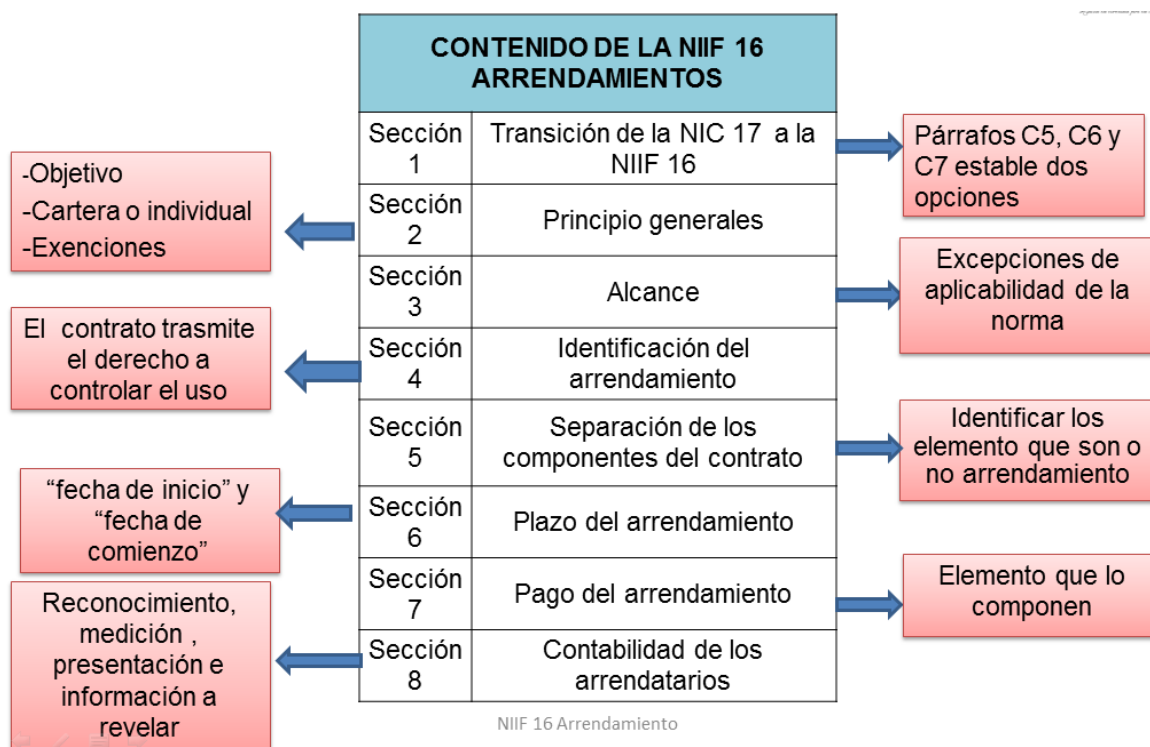 CONTENIDO DE LA NIIF 16
ARRENDAMIENTOS
Sección
1
Transición de la NIC 17 a la
NIIF 16
Párrafos C5, C6 y
C7 estable dos
opciones
-Objetivo
-Cartera o individual
-Exenciones
Sección
2
Principio generales
Sección
3
Alcance
Excepciones de
aplicabilidad de la
norma
El contrato trasmite
el derecho a
controlar el uso
Sección
4
Identificación del
arrendamiento
Sección
5
Separación de los
componentes del contrato
Identificar los
elemento que son o
no arrendamiento
“fecha de inicio” y
“fecha de
comienzo”
Sección
6
Plazo del arrendamiento
Sección
7
Pago del arrendamiento
Elemento que lo
componen
Reconocimiento,
medición ,
presentación e
información a
revelar
Sección
8
Contabilidad de los
arrendatarios
NIIF 16 Arrendamiento